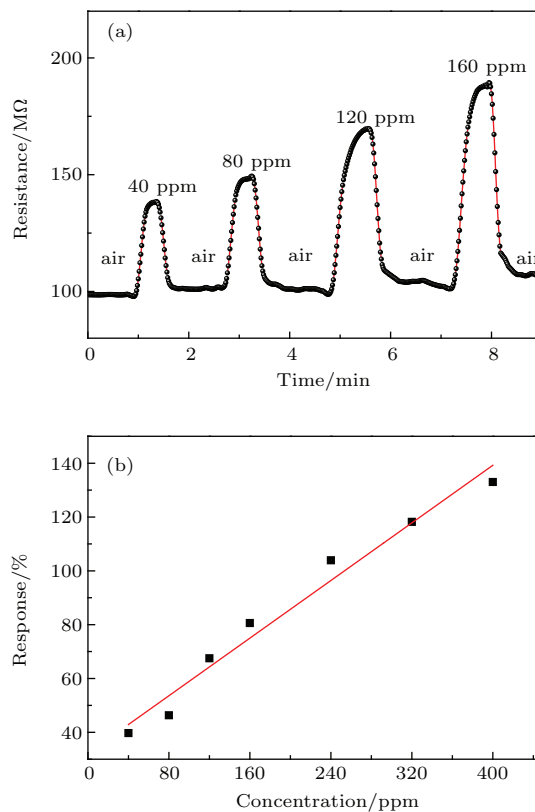 (a)
220
200
150
100
Resistance/MΩ
40 ppm
80 ppm
120 ppm
160 ppm
air
air
air
air
air
0
2
4
6
8
Time/min
(b)
140
120
100
80
60
40
Response/%
0
80
160
240
320
400
Concentration/ppm